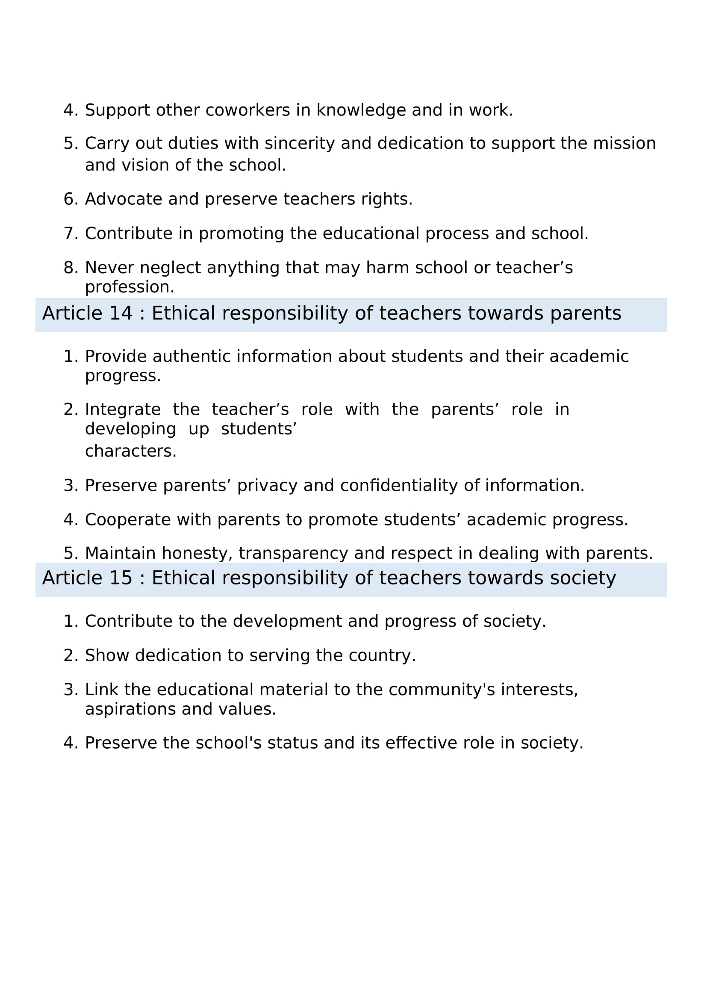 4. Support other coworkers in knowledge and in work.
5. Carry out duties with sincerity and dedication to support the mission
and vision of the school.
6. Advocate and preserve teachers rights.
7. Contribute in promoting the educational process and school.
8. Never neglect anything that may harm school or teacher’s
profession.
Article 14 : Ethical responsibility of teachers towards parents
1. Provide authentic information about students and their academic
progress.
2. Integrate the teacher’s role with the parents’ role in
developing up students’
characters.
3. Preserve parents’ privacy and confidentiality of information.
4. Cooperate with parents to promote students’ academic progress.
5. Maintain honesty, transparency and respect in dealing with parents.
Article 15 : Ethical responsibility of teachers towards society
1. Contribute to the development and progress of society.
2. Show dedication to serving the country.
3. Link the educational material to the community's interests,
aspirations and values.
4. Preserve the school's status and its effective role in society.